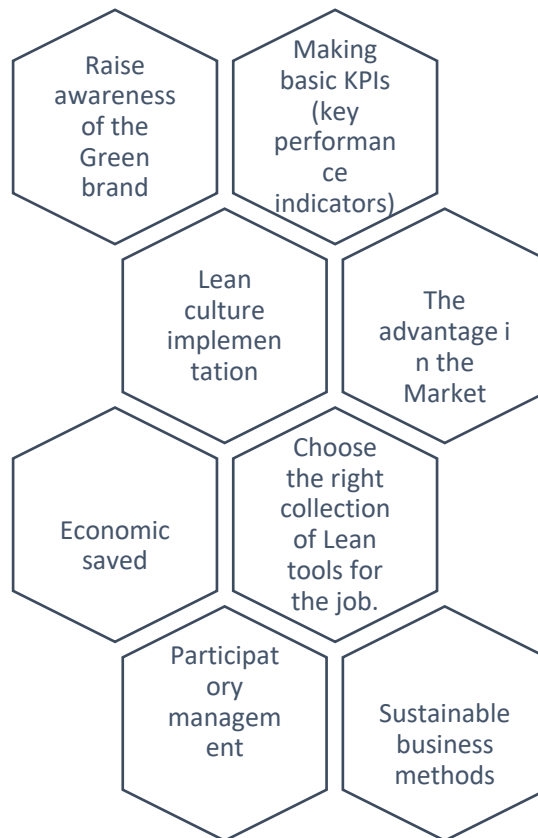 Raise
awareness
of the
Green
brand
Making
basic KPIs
(key
performan
ce
indicators)
Lean
culture
implemen
tation
The
advantage i
n the
Market
Economic
saved
Choose
the right
collection
of Lean
tools for
the job.
Participat
ory
managem
ent
Sustainable
business
methods